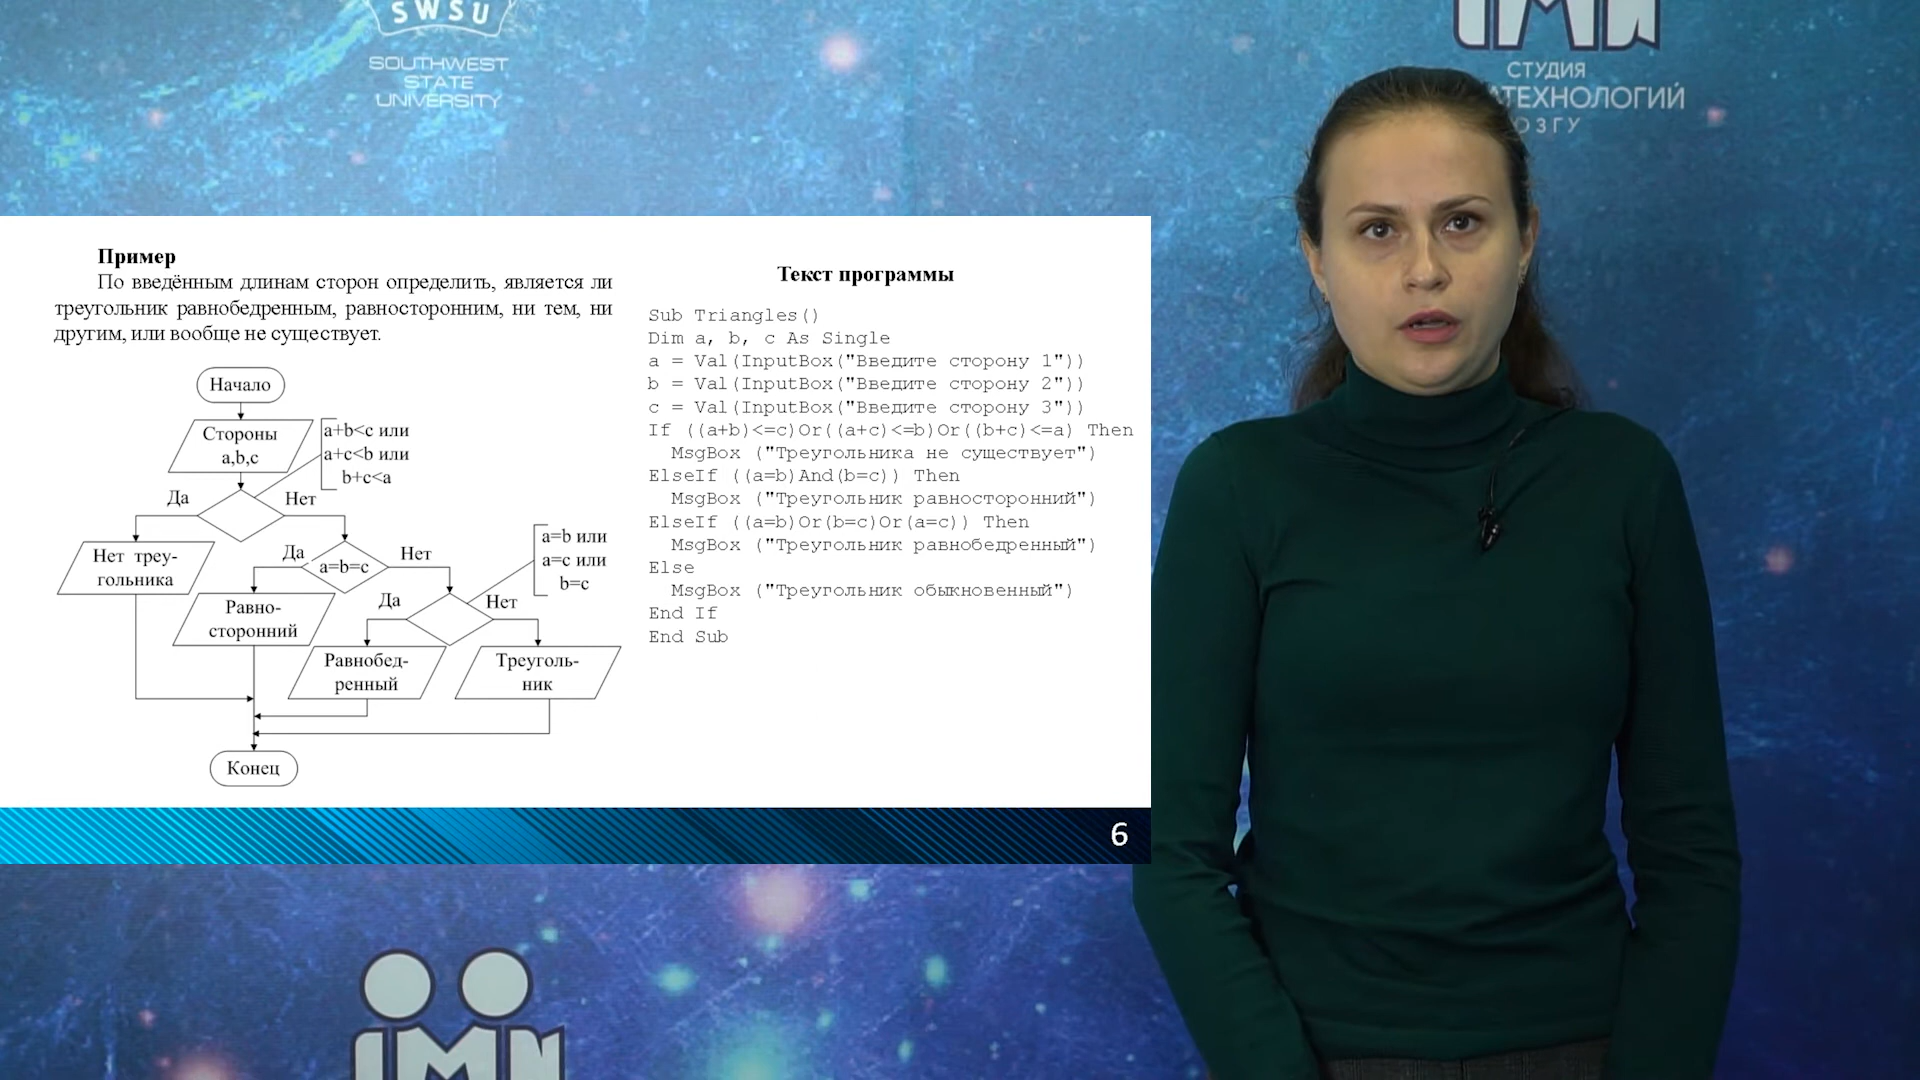 SWSU
SOUTHWEST
STATE
UNIVERSITY
СТУДИЯ
АТЕХНОЛОГИЙ
ОЗГУ
Пример
По введённым длинам сторон определить, является ли
треугольник равнобедренным, равносторонним, ни тем, ни
другим, или вообще не существует.
Начало
Стороны
a,b,c
a+b<c или
a+c<b или
b+c<a
Да
Нет
Нет треу-
гольника
Да
a=b=c
Нет
a=b или
a=c или
b=c
Равно-
сторонний
Да
Нет
Равнобед-
ренный
Треуголь-
ник
Конец
Текст программы
Sub Triangles()
Dim a, b, c As Single
a = Val(InputBox("Введите сторону 1"))
b = Val(InputBox("Введите сторону 2"))
c = Val(InputBox("Введите сторону 3"))
If ((a+b)<=c)Or((a+c)<=b)Or((b+c)<=a) Then
MsgBox ("Треугольника не существует")
ElseIf ((a=b)And(b=c)) Then
MsgBox ("Треугольник равносторонний")
ElseIf ((a=b)Or(b=c)Or(a=c)) Then
MsgBox ("Треугольник равнобедренный")
Else
MsgBox ("Треугольник обыкновенный")
End If
End Sub
6